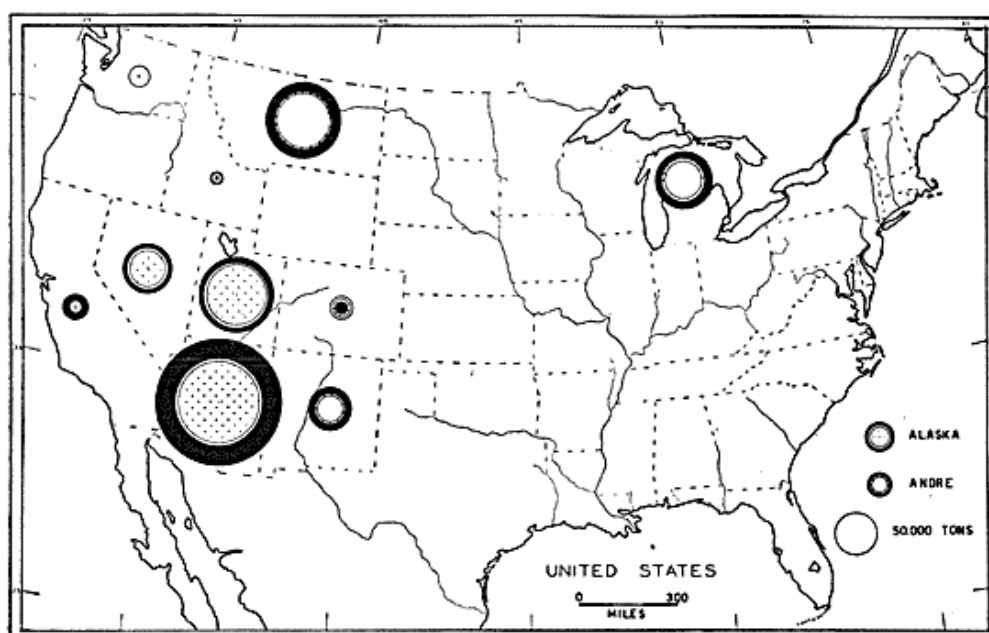 ALASKA
ANDRE
50.000 TONS
UNITED STATES
0 300
MILES